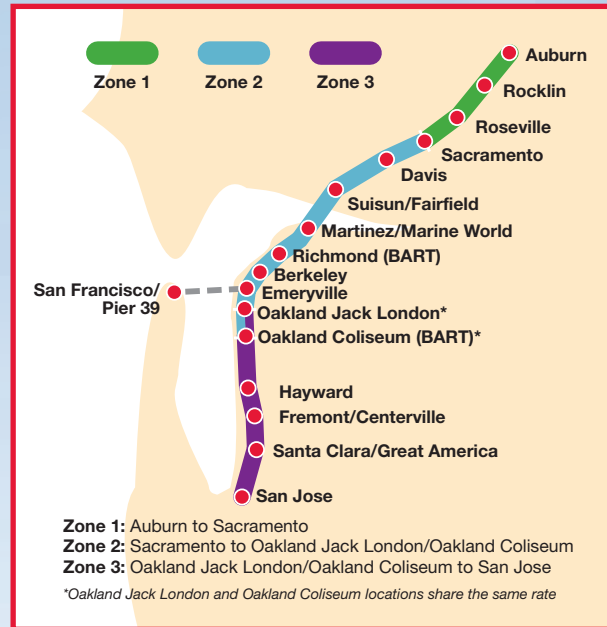 Zone 1
Zone 2
Zone 3
Auburn
Rocklin
Roseville
Sacramento
Davis
Suisun/Fairfield
Martinez/Marine World
Richmond (BART)
Berkeley
San Francisco/
Pier 39
Emeryville
Oakland Jack London*
Oakland Coliseum (BART)*
Hayward
Fremont/Centerville
Santa Clara/Great America
San Jose
Zone 1: Auburn to Sacramento
Zone 2: Sacramento to Oakland Jack London/Oakland Coliseum
Zone 3: Oakland Jack London/Oakland Coliseum to San Jose
*Oakland Jack London and Oakland Coliseum locations share the same rate